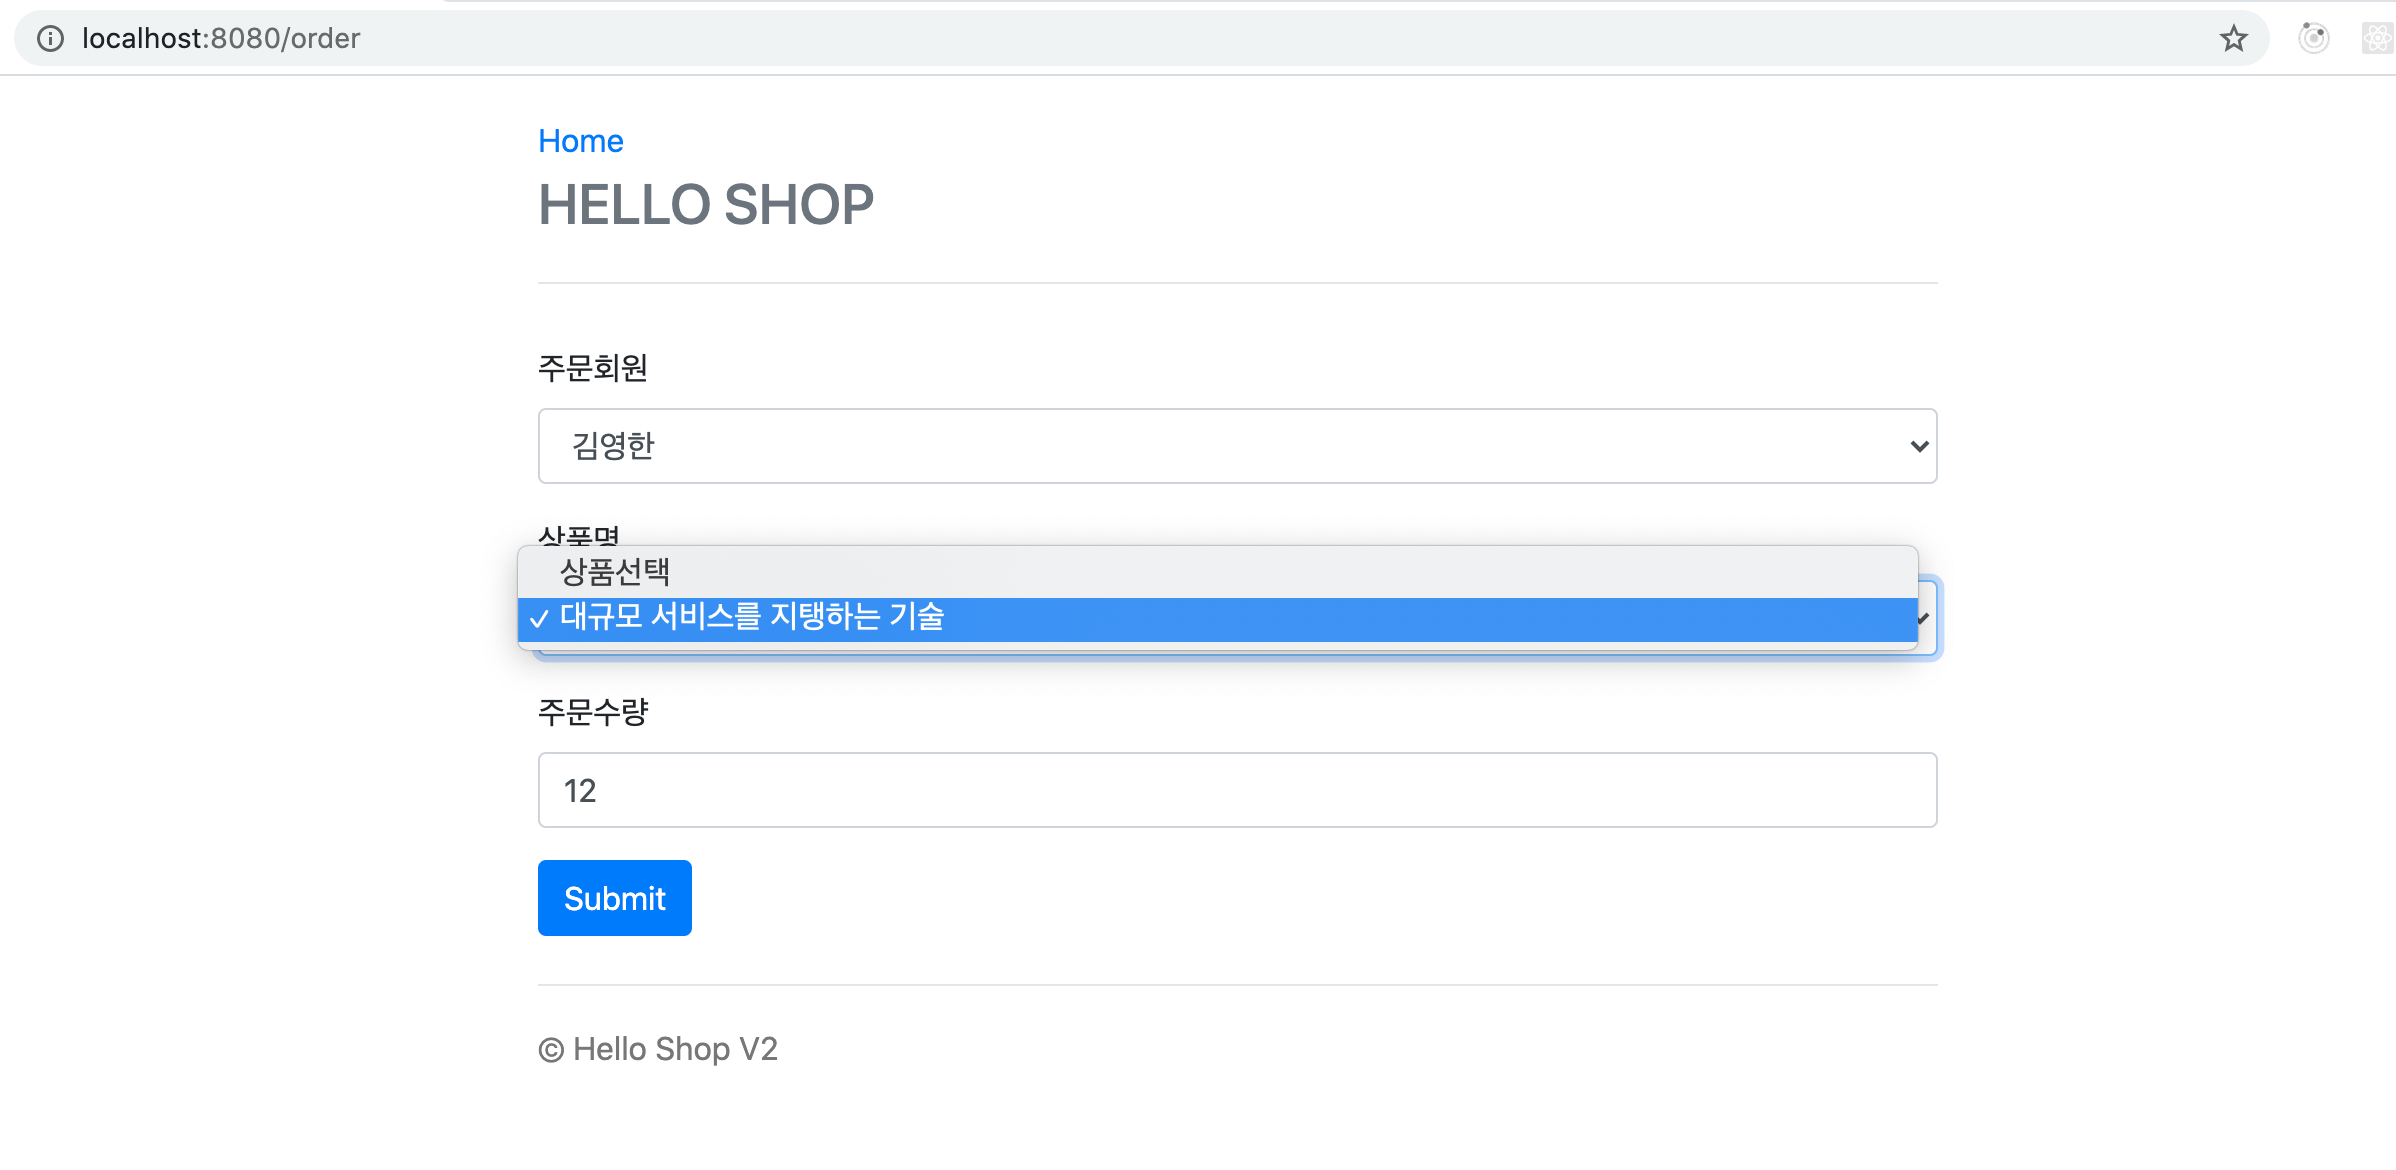 localhost:8080/order
Home
HELLO SHOP
주문회원
김영한
상품명
상품선택
✓ 대규모 서비스를 지탱하는 기술
주문수량
12
Submit
© Hello Shop V2